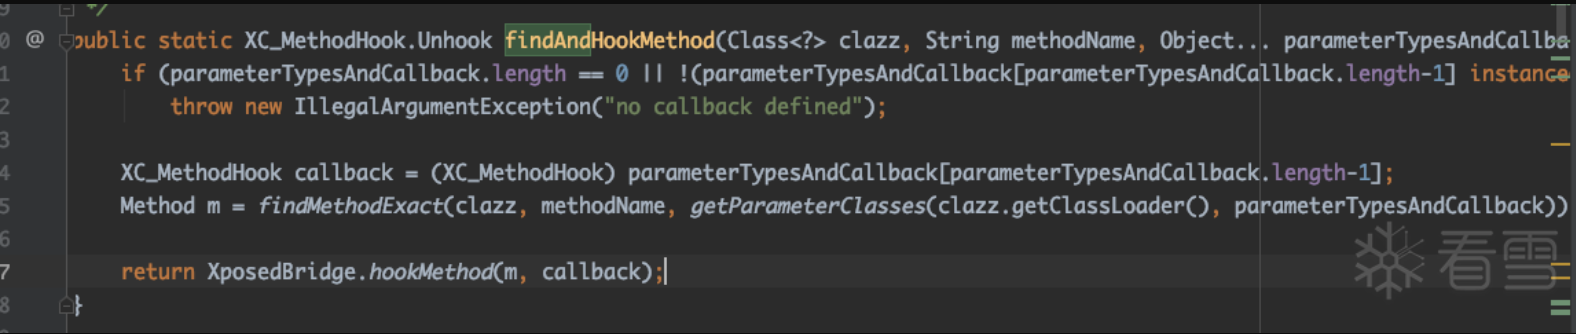 9 */
0 @ public static XC_MethodHook.Unhook findAndHookMethod(Class<?> clazz, String methodName, Object... parameterTypesAndCallba
1 if (parameterTypesAndCallback.length == 0 || !(parameterTypesAndCallback[parameterTypesAndCallback.length-1] instance
2 throw new IllegalArgumentException("no callback defined");
3
4 XC_MethodHook callback = (XC_MethodHook) parameterTypesAndCallback[parameterTypesAndCallback.length-1];
5 Method m = findMethodExact(clazz, methodName, getParameterClasses(clazz.getClassLoader(), parameterTypesAndCallback))
6
7 return XposedBridge.hookMethod(m, callback);
8 }
看雪